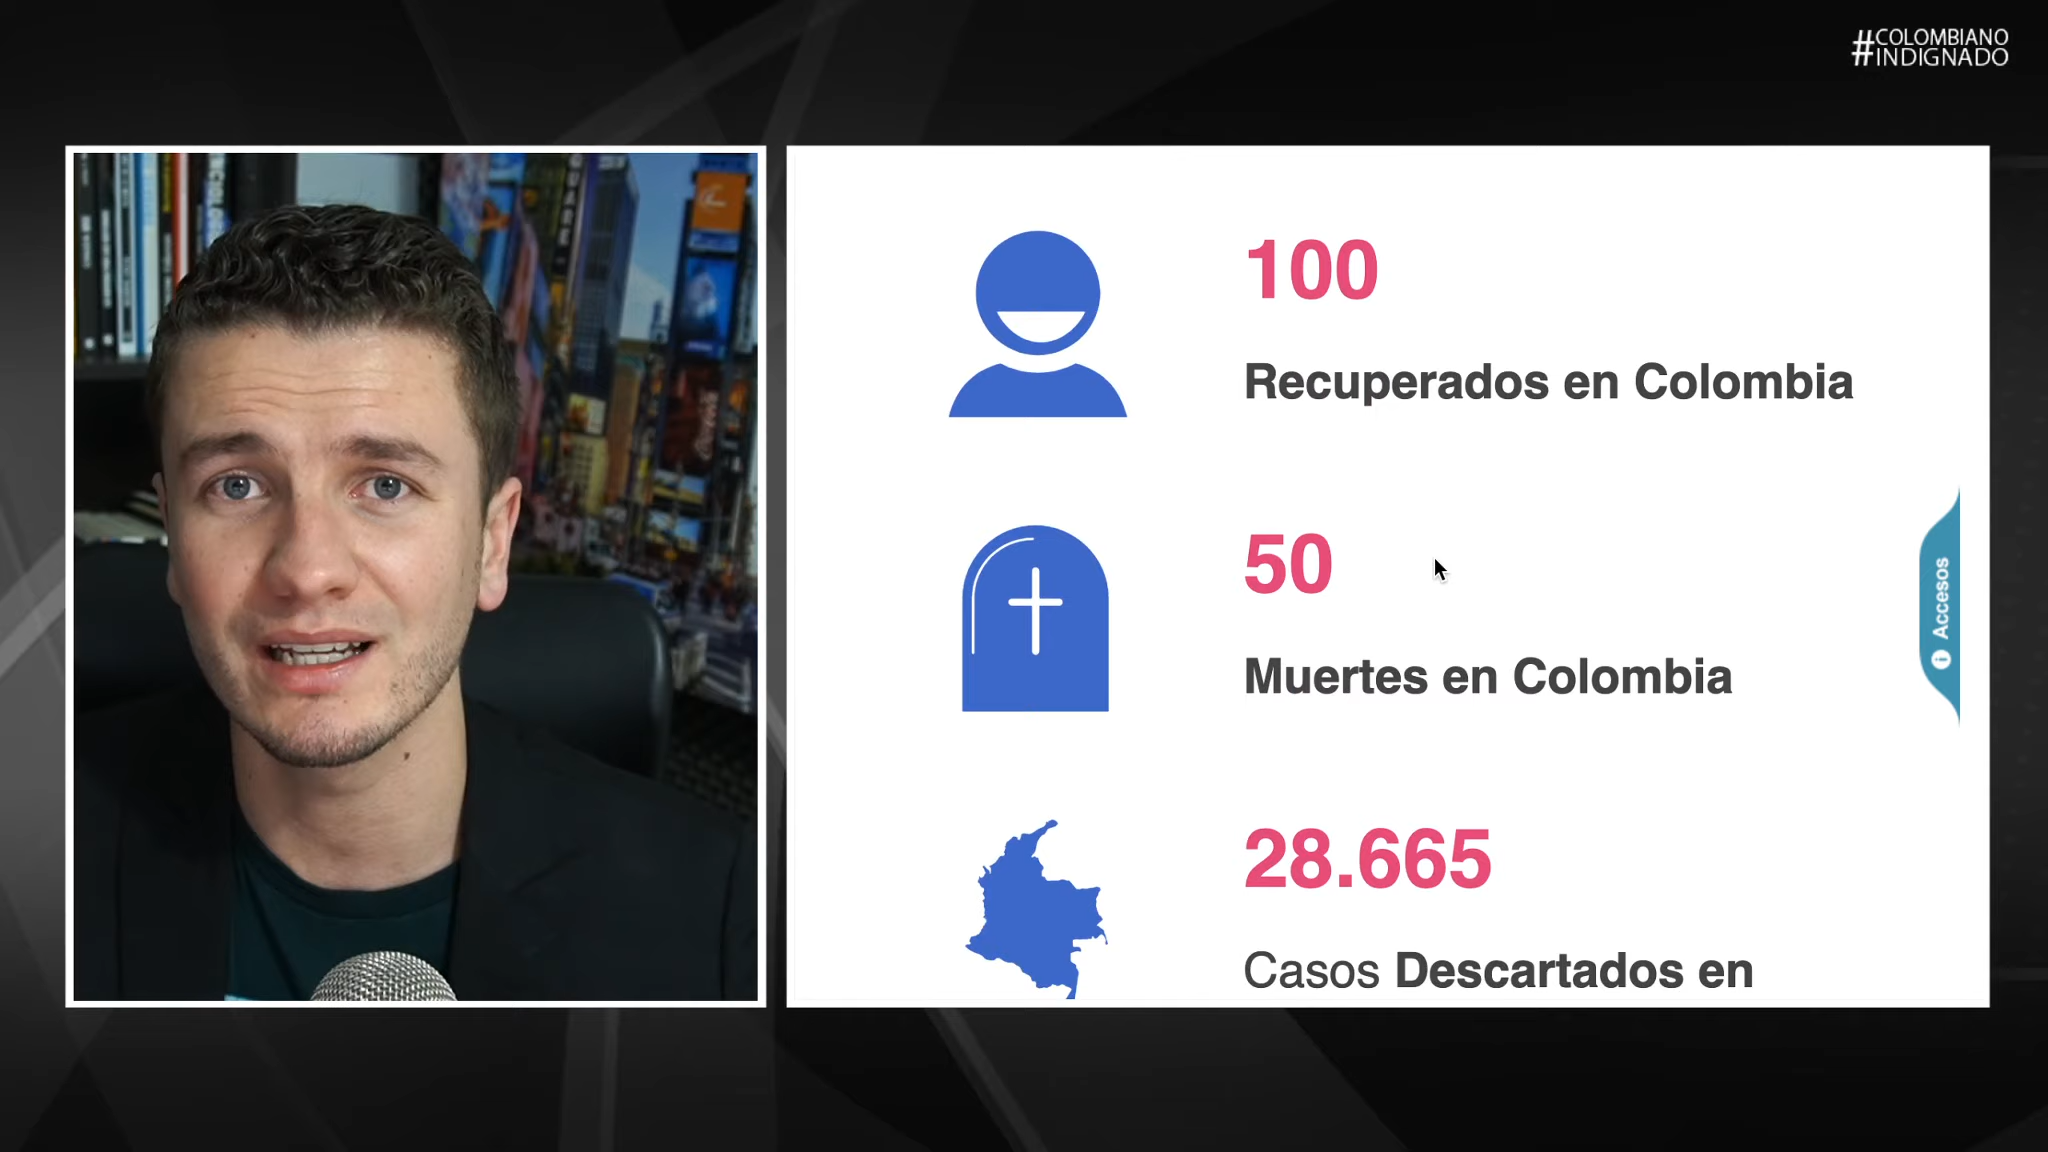 #COLOMBIANO
INDIGNADO
100
Recuperados en Colombia
50
Muertes en Colombia
28.665
Casos Descartados en
Accesos